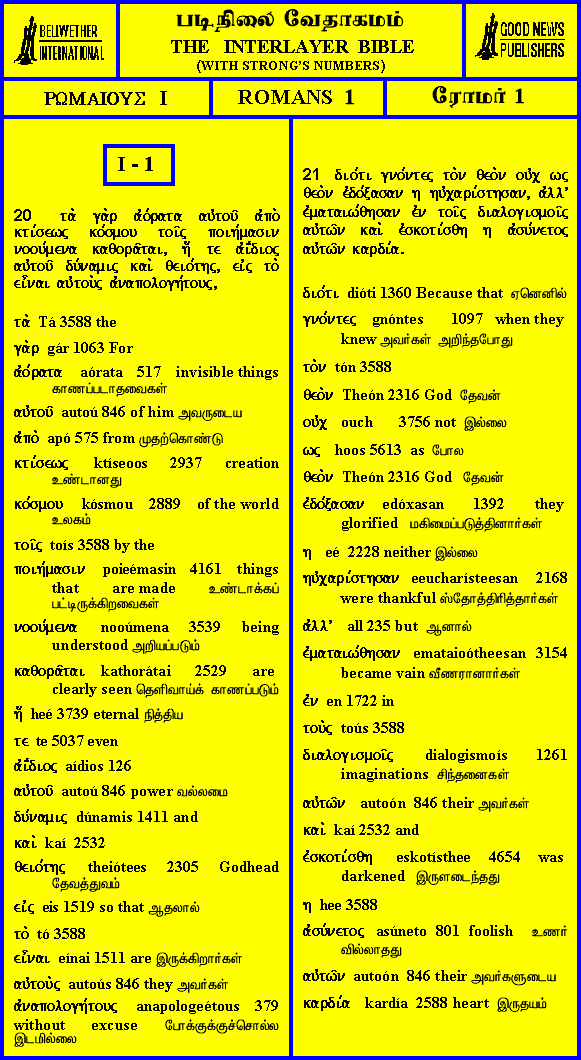 BELLWETHER
INTERNATIONAL
படிநிலை வேதாகமம்
THE INTERLAYER BIBLE
(WITH STRONG'S NUMBERS)
GOOD NEWS
PUBLISHERS
ΡΩΜΑΙΟΥΣ I
ROMANS 1
ரோமர் 1
I - 1
20 τὰ γὰρ ἀόρατα αὐτοῦ ἀπὸ
κτίσεως κόσμου τοῖς ποιήμασιν
νοούμενα καθορᾶται, ἥ τε ἀΐδιος
αὐτοῦ δύναμις καὶ θειότης, εἰς τὸ
εἶναι αὐτοὺς ἀναπολογήτους,
τὰ Tá 3588 the
γὰρ gár 1063 For
ἀόρατα aórata 517 invisible things
காணப்படாதவைகள்
αὐτοῦ autoú 846 of him அவருடைய
ἀπὸ apó 575 from முதற்கொண்டு
κτίσεως ktíseoos 2937 creation
உண்டானது
κόσμου kósmou 2889 of the world
உலகம்
τοῖς toís 3588 by the
ποιήμασιν poieémasin 4161 things
that are made உண்டாக்கப்
பட்டிருக்கிறவைகள்
νοούμενα nooúmena 3539 being
understood அறியப்படும்
καθορᾶται kathorátai 2529 are
clearly seen தெளிவாய்க் காணப்படும்
ἥ heé 3739 eternal நித்திய
τε te 5037 even
ἀΐδιος aídios 126
αὐτοῦ autoú 846 power வல்லமை
δύναμις dúnamis 1411 and
καὶ kaí 2532
θειότης theiótees 2305 Godhead
தேவத்துவம்
εἰς eis 1519 so that ஆதலால்
τὸ tó 3588
εἶναι eínai 1511 are இருக்கிறார்கள்
αὐτοὺς autoús 846 they அவர்கள்
ἀναπολογήτους anapologeétous 379
without excuse போக்குக்குச்சொல்ல
இடமில்லை
21 διότι γνόντες τὸν θεὸν οὐχ ως
θεὸν ἐδόξασαν η ηὐχαρίστησαν, ἀλλ'
ἐματαιώθησαν ἐν τοῖς διαλογισμοῖς
αὐτῶν καὶ ἐσκοτίσθη η ἀσύνετος
αὐτῶν καρδία.
διότι dióti 1360 Because that ஏனெனில்
γνόντες gnóntes 1097 when they
knew அவர்கள் அறிந்தபோது
τὸν tón 3588
θεὸν Theón 2316 God தேவன்
οὐχ ouch 3756 not இல்லை
ως hoos 5613 as போல
θεὸν Theón 2316 God தேவன்
ἐδόξασαν edóxasan 1392 they
glorified மகிமைப்படுத்தினார்கள்
η eé 2228 neither இல்லை
ηὐχαρίστησαν eeucharísteesan 2168
were thankful ஸ்தோத்திரித்தார்கள்
ἀλλ' all 235 but ஆனால்
ἐματαιώθησαν emataioótheesan 3154
became vain வீணரானார்கள்
ἐν en 1722 in
τοὺς toús 3588
διαλογισμοῖς dialogismoís 1261
imaginations சிந்தனைகள்
αὐτῶν autoón 846 their அவர்கள்
καὶ kaí 2532 and
ἐσκοτίσθη eskotísthee 4654 was
darkened இருளடைந்தது
η hee 3588
ἀσύνετος asúneto 801 foolish உணர்
வில்லாதது
αὐτῶν autoón 846 their அவர்களுடைய
καρδία kardía 2588 heart இருதயம்